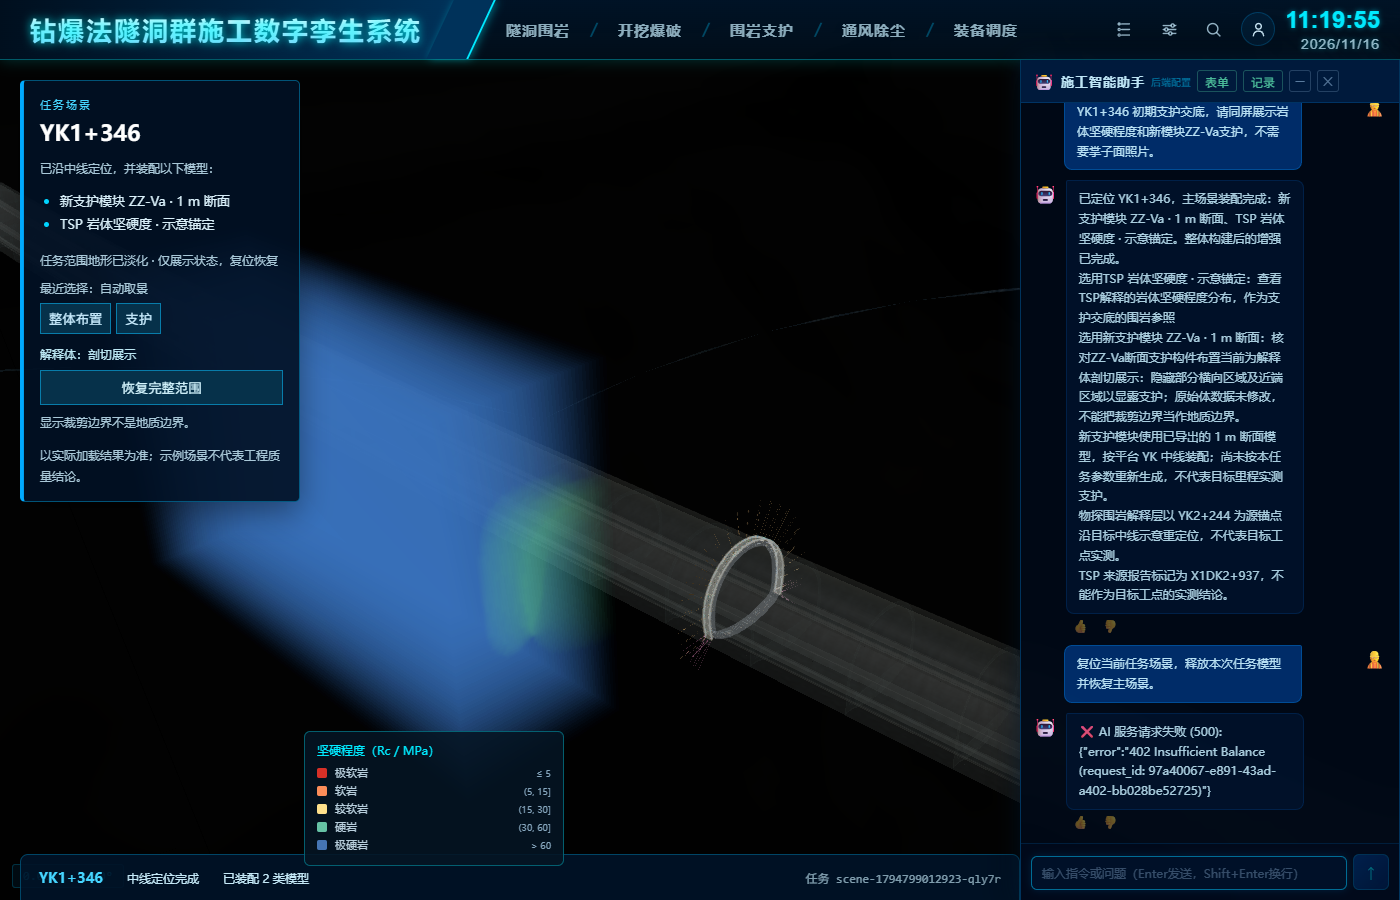 钻爆法隧洞群施工数字孪生系统
隧洞围岩 / 开挖爆破 / 围岩支护 / 通风除尘 / 装备调度
11:19:55
2026/11/16
任务场景
YK1+346
已沿中线定位，并装配以下模型：
新支护模块 ZZ-Va · 1 m 断面
TSP 岩体坚硬度 · 示意锚定
任务范围地形已淡化 · 仅展示状态，复位恢复
最近选择：自动取景
整体布置 支护
解释体：剖切展示
恢复完整范围
显示裁剪边界不是地质边界。
以实际加载结果为准；示例场景不代表工程质
量结论。
坚硬程度（Rc / MPa）
极软岩 ≤ 5
软岩 (5, 15]
较软岩 (15, 30]
硬岩 (30, 60]
极硬岩 > 60
YK1+346 中线定位完成 已装配 2 类模型
任务 scene-1794799012923-qly7r
施工智能助手 后端配置 表单 记录
YK1+346 初期支护交底，请同屏展示岩
体坚硬程度和新模块ZZ-Va支护，不需
要掌子面照片。
已定位 YK1+346，主场景装配完成：新
支护模块 ZZ-Va · 1 m 断面、TSP 岩体
坚硬度 · 示意锚定。整体构建后的增强
已完成。
选用TSP 岩体坚硬度 · 示意锚定：查看
TSP解释的岩体坚硬程度分布，作为支
护交底的围岩参照
选用新支护模块 ZZ-Va · 1 m 断面：核
对ZZ-Va断面支护构件布置当前为解释
体剖切展示：隐藏部分横向区域及近端
区域以显露支护；原始体数据未修改，
不能把裁剪边界当作地质边界。
新支护模块使用已导出的 1 m 断面模
型，按平台 YK 中线装配；尚未按本任
务参数重新生成，不代表目标里程实测
支护。
物探围岩解释层以 YK2+244 为源锚点
沿目标中线示意重定位，不代表目标工
点实测。
TSP 来源报告标记为 X1DK2+937，不
能作为目标工点的实测结论。
复位当前任务场景，释放本次任务模型
并恢复主场景。
❌ AI 服务请求失败 (500):
{"error":"402 Insufficient Balance
(request_id: 97a40067-e891-43ad-
a402-bb028be52725)"}
输入指令或问题（Enter发送，Shift+Enter换行）